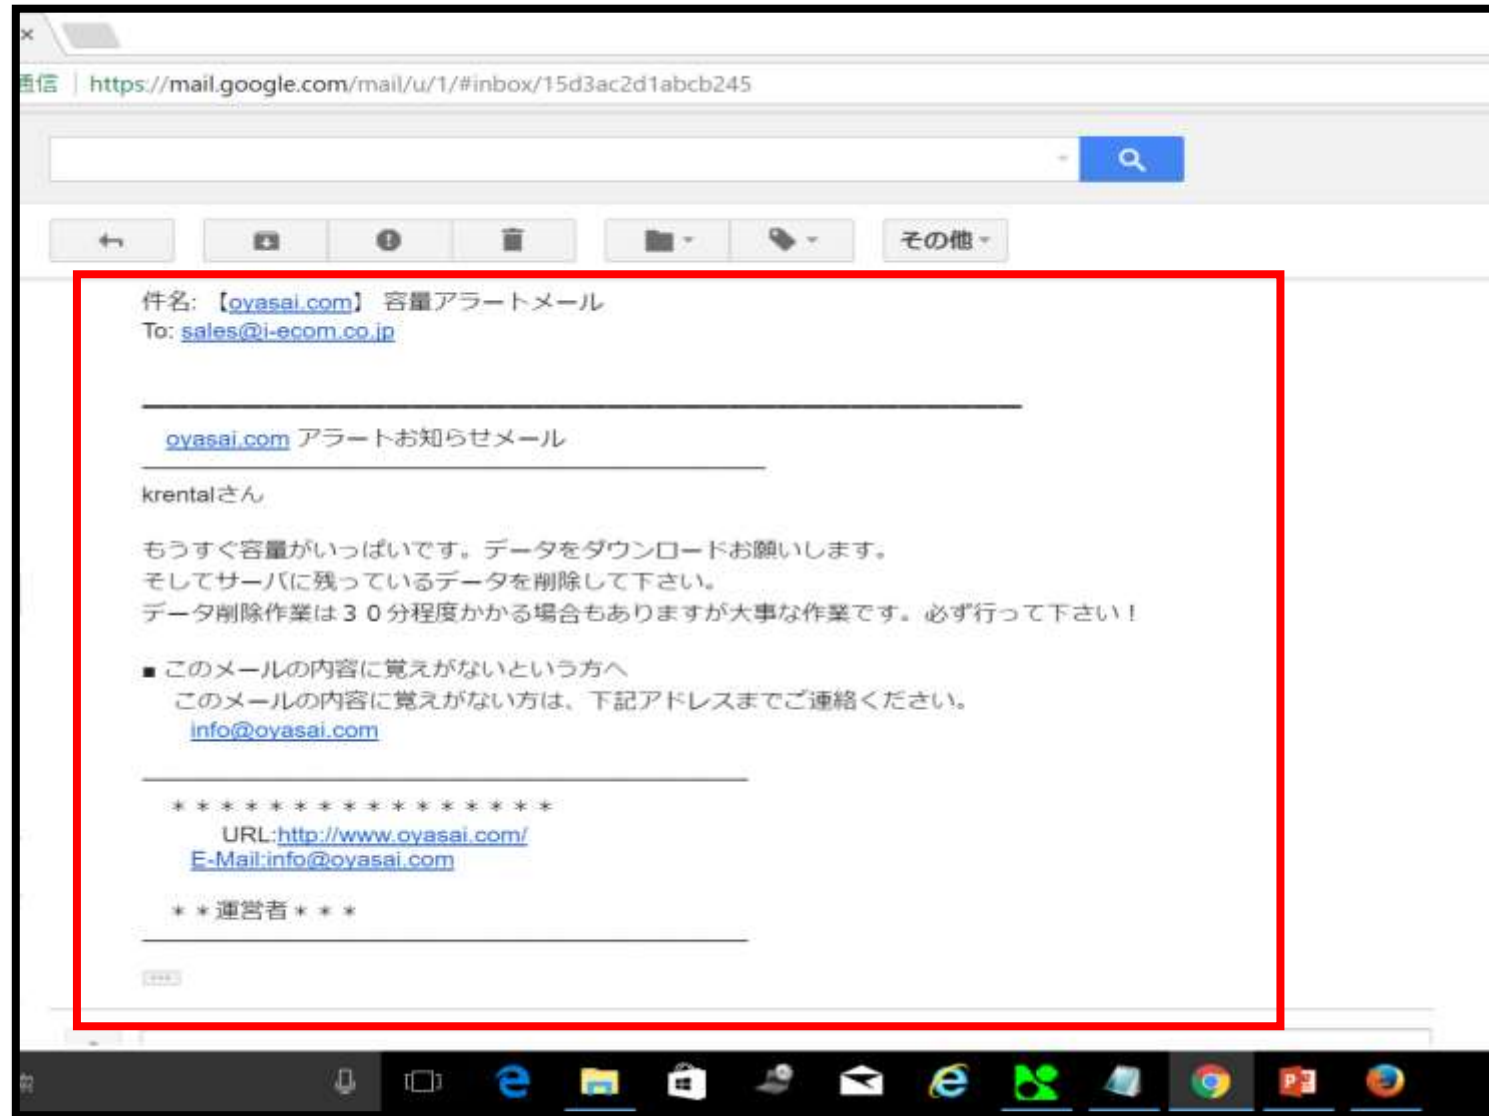 通信 | https://mail.google.com/mail/u/1/#inbox/15d3ac2d1abcb245
その他
件名: 【oyasai.com】 容量アラートメール
To: sales@i-ecom.co.jp
oyasai.com アラートお知らせメール
krentalさん
もうすぐ容量がいっぱいです。データをダウンロードお願いします。
そしてサーバに残っているデータを削除して下さい。
データ削除作業は３０分程度かかる場合もありますが大事な作業です。必ず行って下さい！
■ このメールの内容に覚えがないという方へ
このメールの内容に覚えがない方は、下記アドレスまでご連絡ください。
info@oyasai.com
＊＊＊＊＊＊＊＊＊＊＊＊＊＊＊＊
URL:http://www.oyasai.com/
E-Mail:info@oyasai.com
＊＊運営者＊＊＊